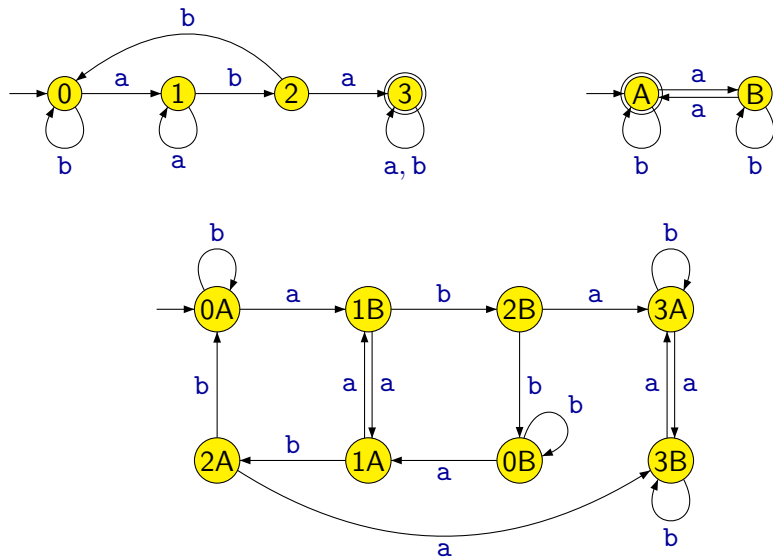 b
a b a a
0 1 2 3 A B
a
b a a, b b b
b b
a b a
0A 1B 2B 3A
b a a b b a a
b a
2A 1A 0B 3B
a b